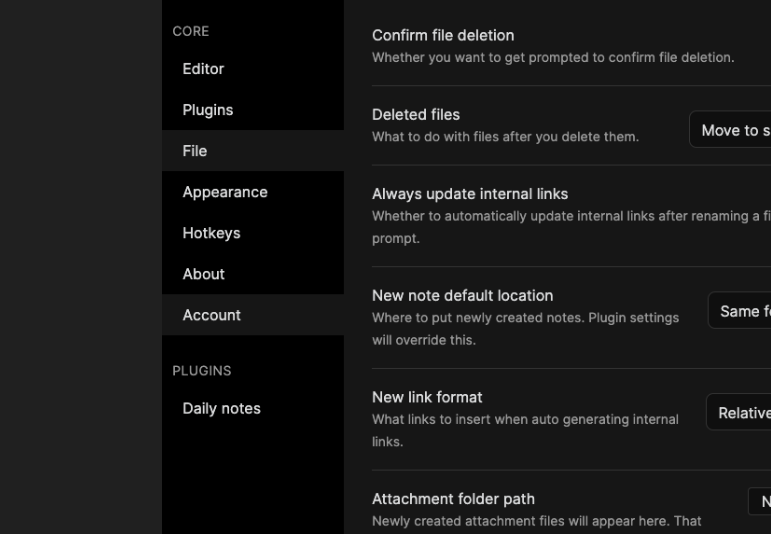 CORE
Editor
Plugins
File
Appearance
Hotkeys
About
Account
PLUGINS
Daily notes
Confirm file deletion
Whether you want to get prompted to confirm file deletion.
Deleted files
What to do with files after you delete them.
Move to s
Always update internal links
Whether to automatically update internal links after renaming a fi
prompt.
New note default location
Where to put newly created notes. Plugin settings
will override this.
Same fo
New link format
What links to insert when auto generating internal
links.
Relative
Attachment folder path
Newly created attachment files will appear here. That
N